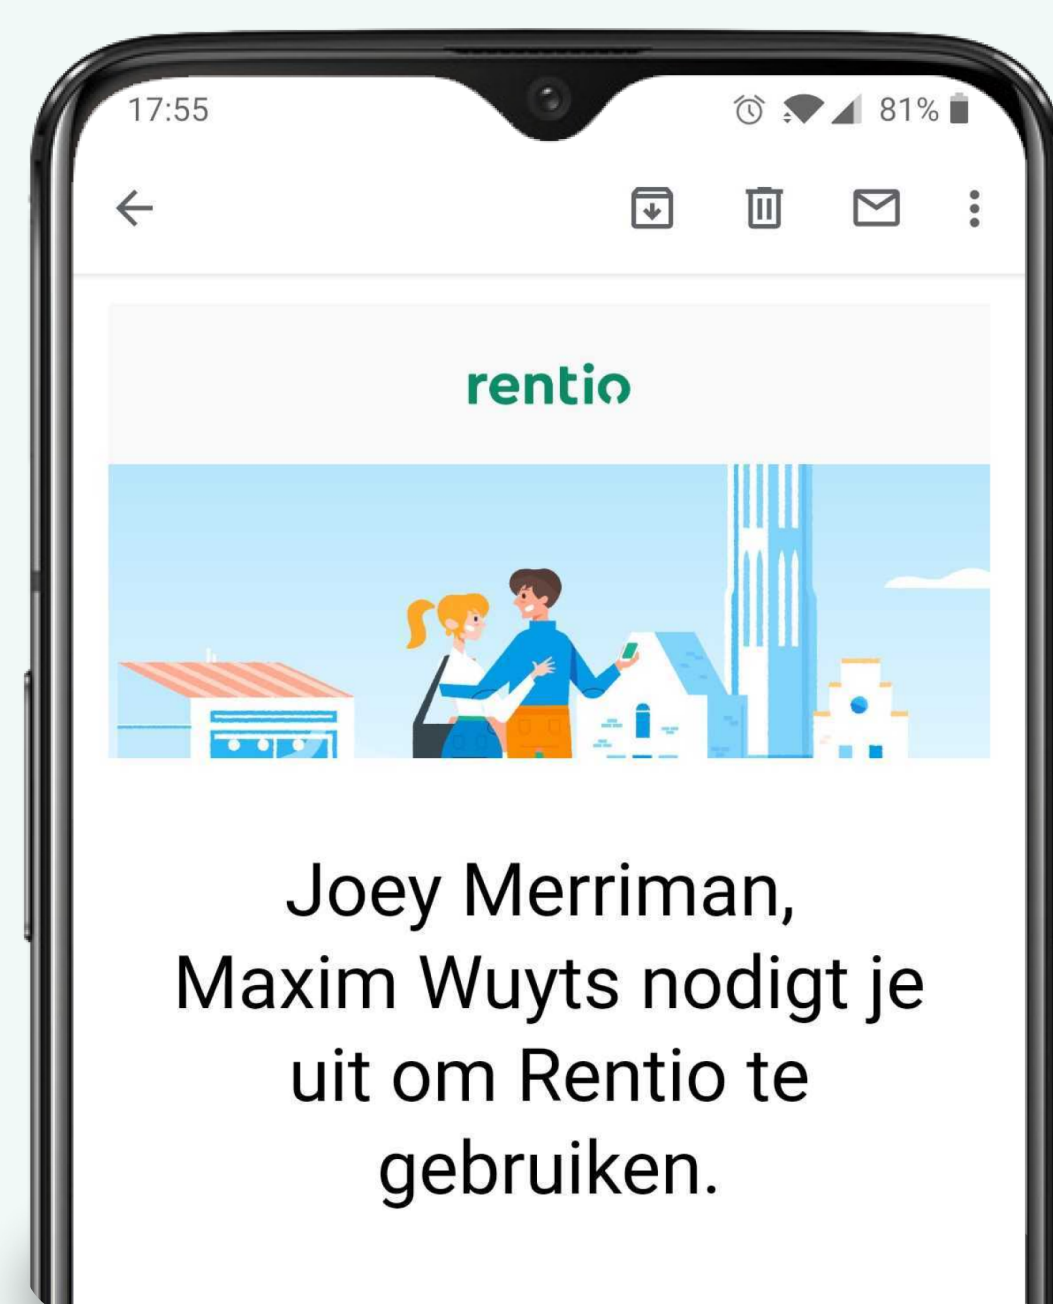 17:55
81%
rentio
Joey Merriman,
Maxim Wuyts nodigt je
uit om Rentio te
gebruiken.